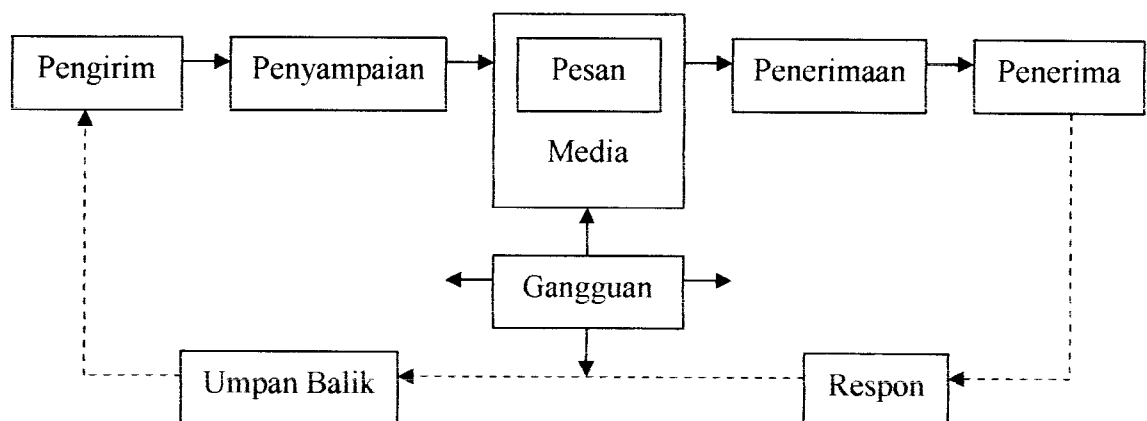 Pengirim
Penyampaian
Pesan
Media
Penerimaan
Penerima
Gangguan
Umpan Balik
Respon